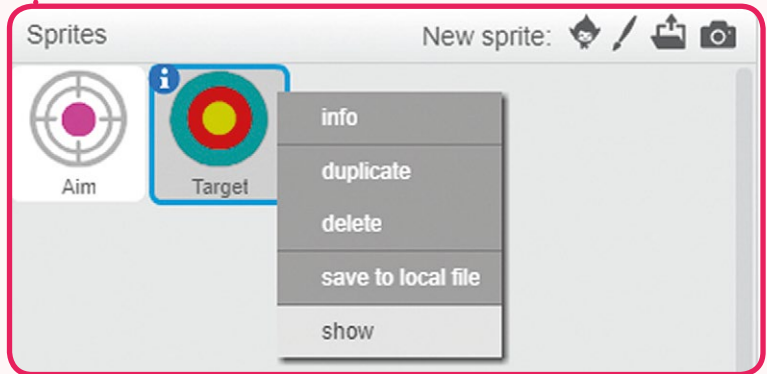 Sprites
New sprite:
Aim
Target
info
duplicate
delete
save to local file
show